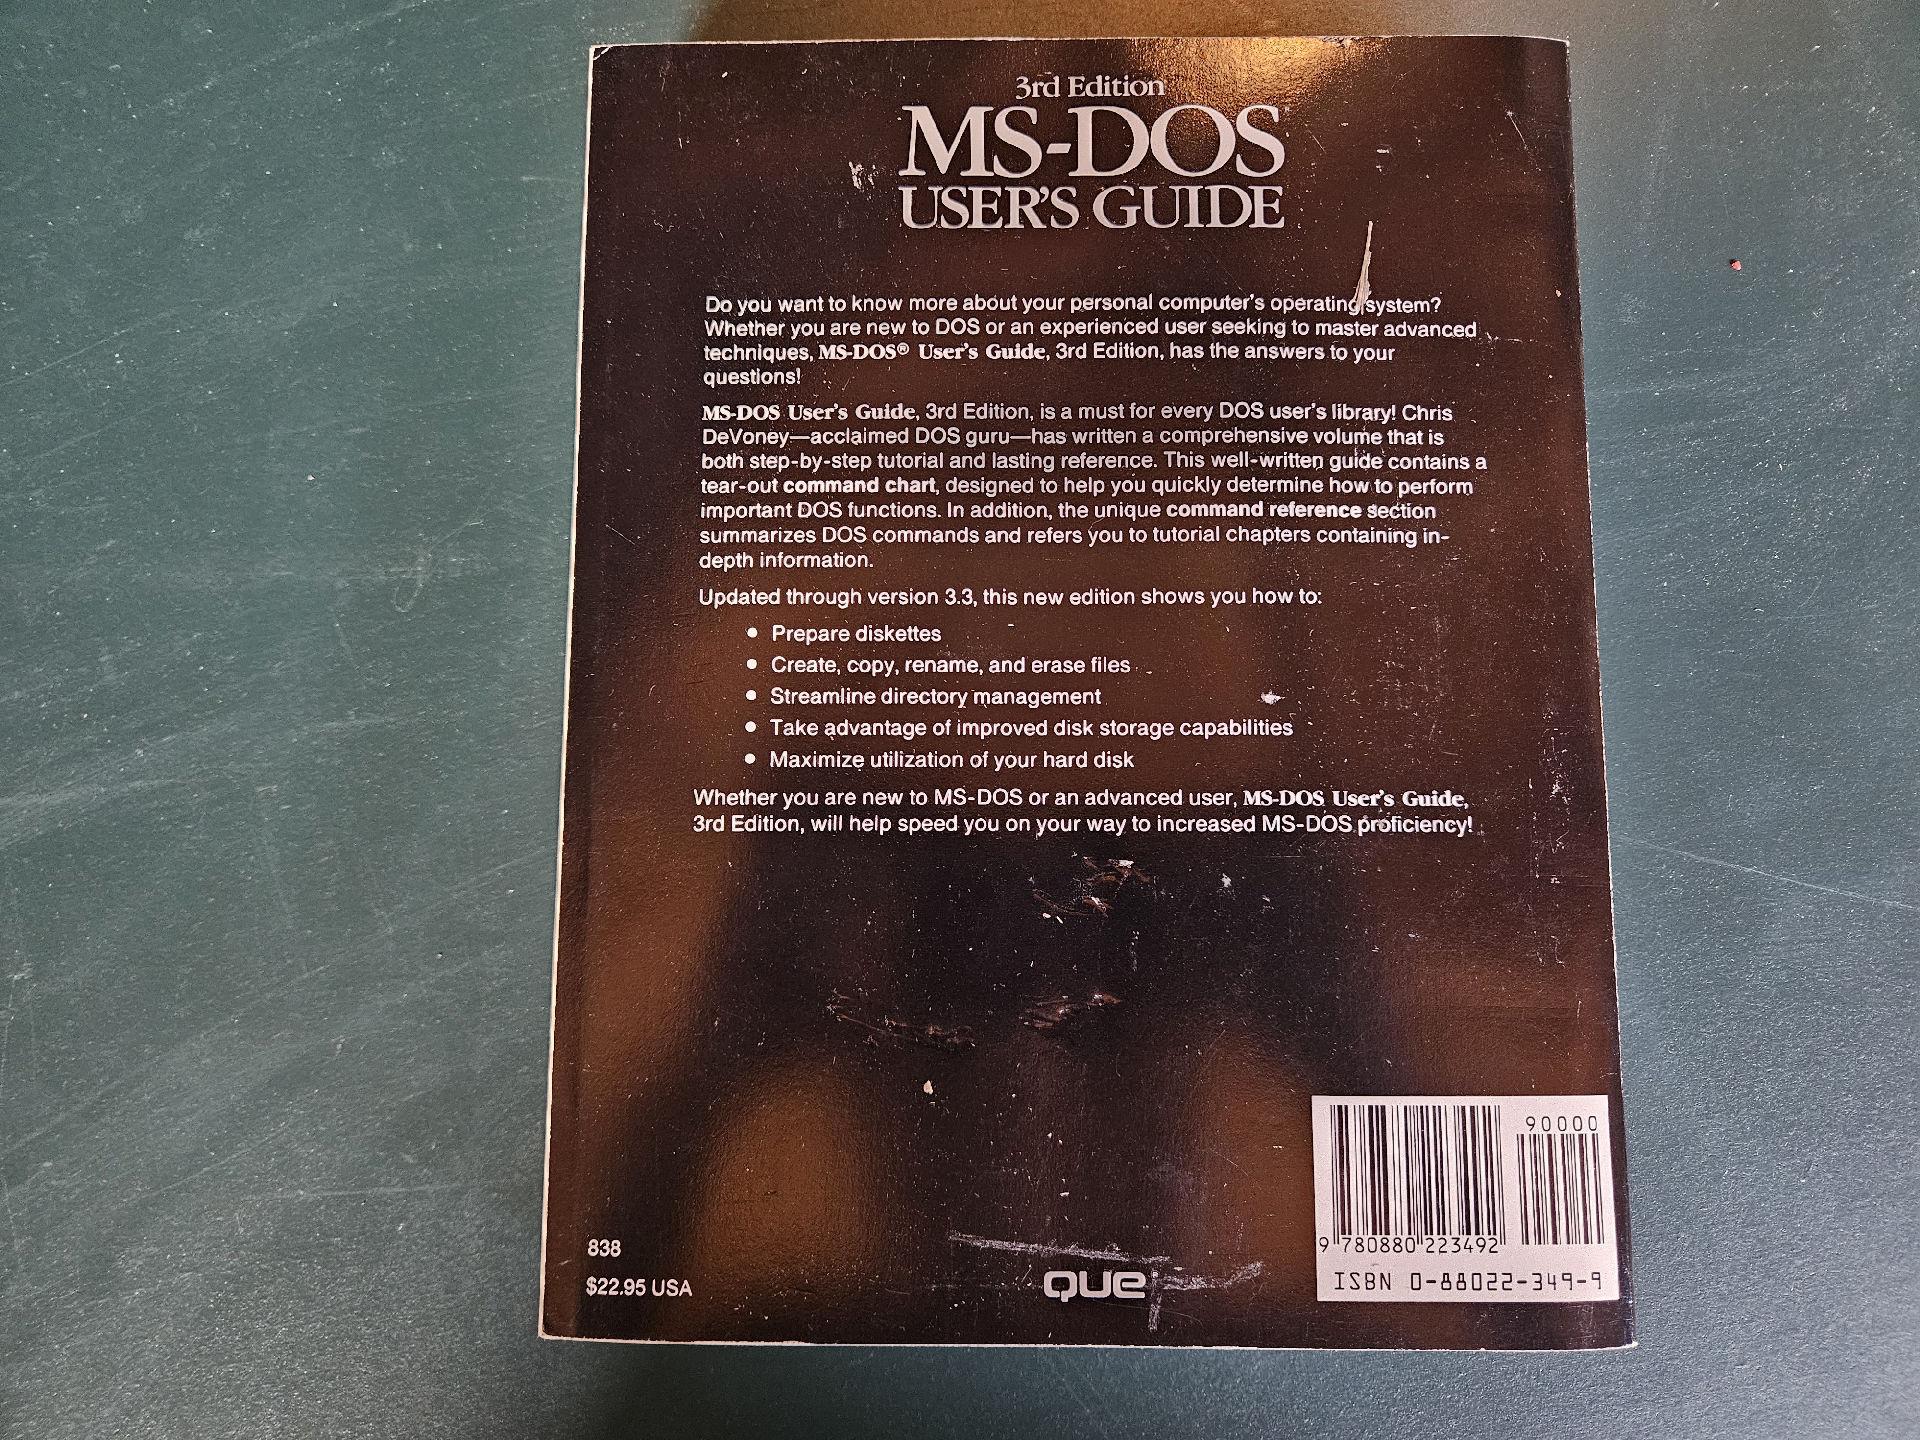 3rd Edition
MS-DOS
USER'S GUIDE
Do you want to know more about your personal computer's operating system?
Whether you are new to DOS or an experienced user seeking to master advanced
techniques, MS-DOS® User's Guide, 3rd Edition, has the answers to your
questions!
MS-DOS User's Guide, 3rd Edition, is a must for every DOS user's library! Chris
DeVoney—acclaimed DOS guru—has written a comprehensive volume that is
both step-by-step tutorial and lasting reference. This well-written guide contains a
tear-out command chart, designed to help you quickly determine how to perform
important DOS functions. In addition, the unique command reference section
summarizes DOS commands and refers you to tutorial chapters containing in-
depth information.
Updated through version 3.3, this new edition shows you how to:
• Prepare diskettes
• Create, copy, rename, and erase files
• Streamline directory management
• Take advantage of improved disk storage capabilities
• Maximize utilization of your hard disk
Whether you are new to MS-DOS or an advanced user, MS-DOS User's Guide,
3rd Edition, will help speed you on your way to increased MS-DOS proficiency!
838
$22.95 USA
QUE
90000
9 780880 223492
ISBN 0-88022-349-9